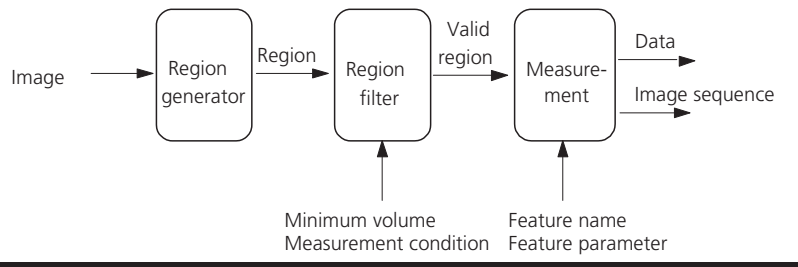 Image
Region
generator
Region
Region
filter
Valid
region
Measure-
ment
Data
Image sequence
Minimum volume
Measurement condition
Feature name
Feature parameter